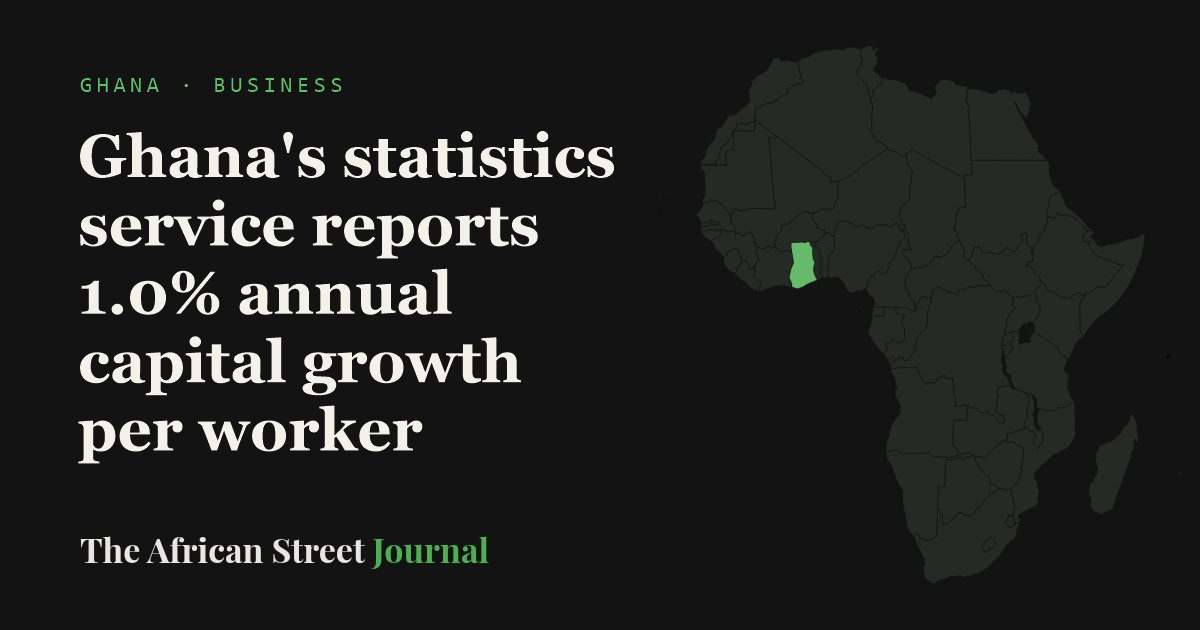 GHANA · BUSINESS
Ghana's statistics
service reports
1.0% annual
capital growth
per worker
The African Street Journal